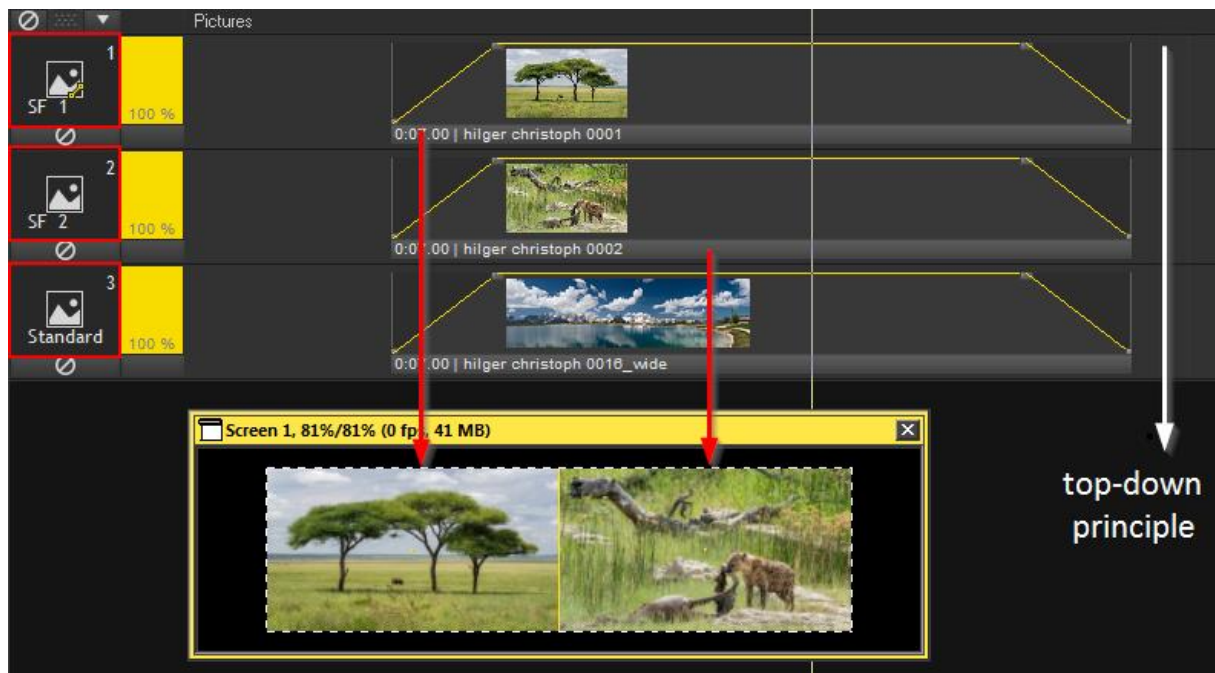 Pictures
1
SF 1
100 %
0:07.00 | hilger christoph 0001
2
SF 2
100 %
0:07.00 | hilger christoph 0002
3
Standard
100 %
0:07.00 | hilger christoph 0016_wide
Screen 1, 81%/81% (0 fps, 41 MB)
top-down
principle